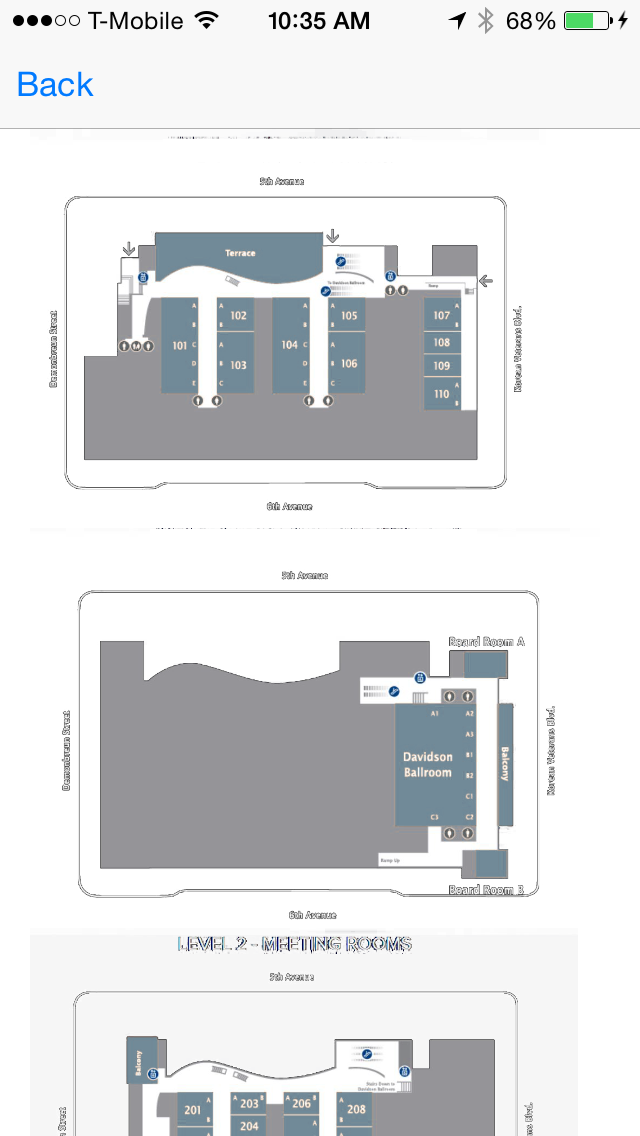 T-Mobile 10:35 AM 68%
Back
5th Avenue
Terrace
To Davidson Ballroom
Ramp
Demonbreun Street
Korean Veterans Blvd.
A 102 A 105 107 A
B B A B B B
101 C A 104 C A 108
D 103 B D 106 B 109
E C E C 110 A
B
6th Avenue
5th Avenue
Board Room A
Demonbreun Street
Korean Veterans Blvd.
A1 A2
A3
Davidson B1
Ballroom B2
Balcony
C1
C3 C2
Ramp Up
Board Room B
6th Avenue
LEVEL 2 - MEETING ROOMS
5th Avenue
Balcony
Stairs Down to
Davidson Ballroom
201 A A 203 B A 206 B 208 A
B 204 B
Street
Blvd.